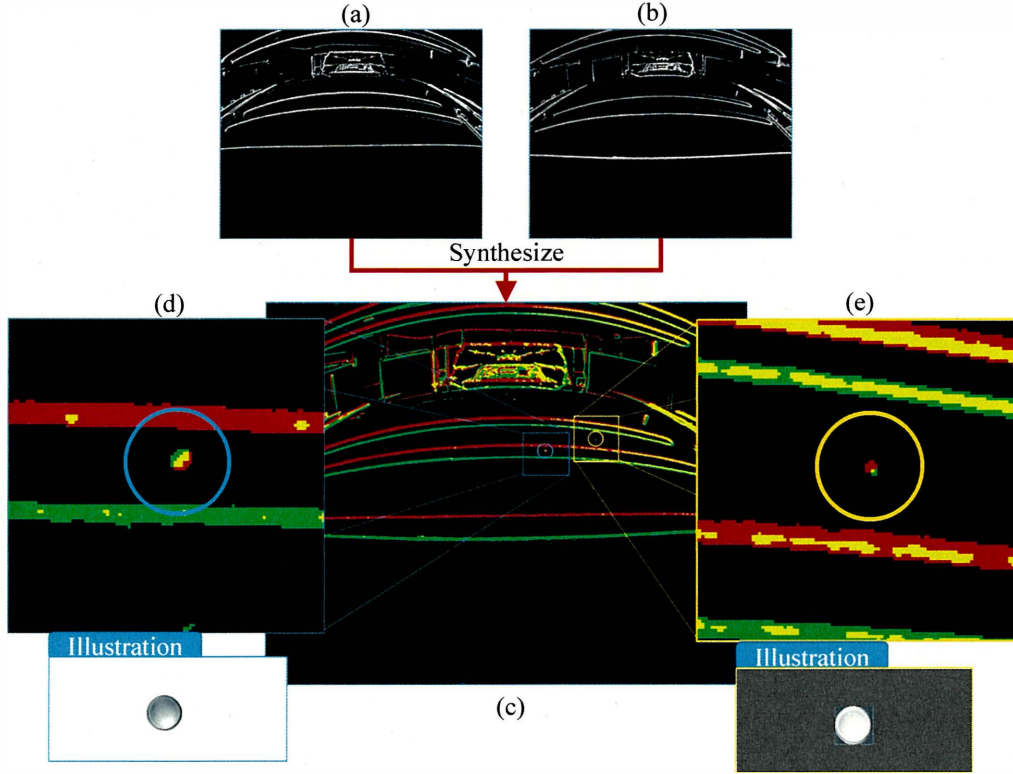 (a)
(b)
Synthesize
(d)
(e)
Illustration
Illustration
(c)